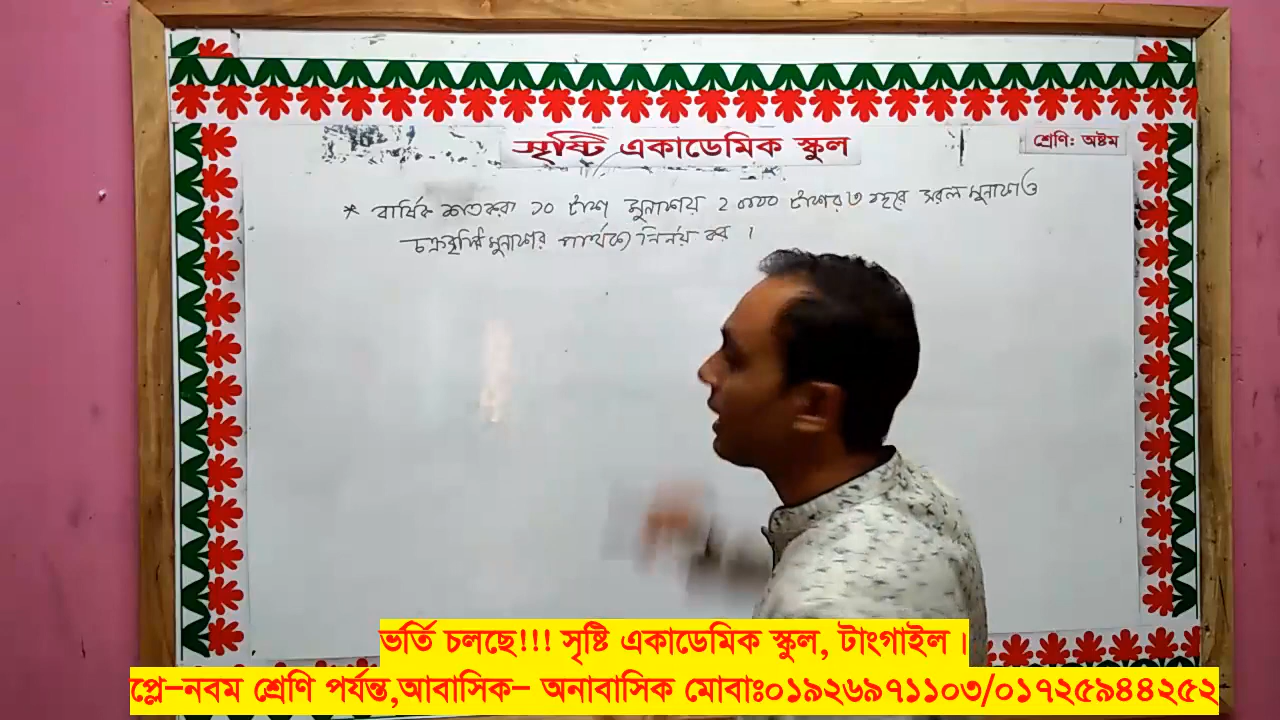 সৃষ্টি একাডেমিক স্কুল
শ্রেণি: অষ্টম
* বার্ষিক শতকরা ১০ টাকা মুনাফায় ২০০০ টাকার ৩ বছরে সরল মুনাফা ও
চক্রবৃদ্ধি মুনাফার পার্থক্য নির্ণয় কর ।
ভর্তি চলছে!!! সৃষ্টি একাডেমিক স্কুল, টাংগাইল।
প্লে-নবম শ্রেণি পর্যন্ত,আবাসিক- অনাবাসিক মোবাঃ০১৯২৬৯৭১১০৩/০১৭২৫৯৪৪২৫২